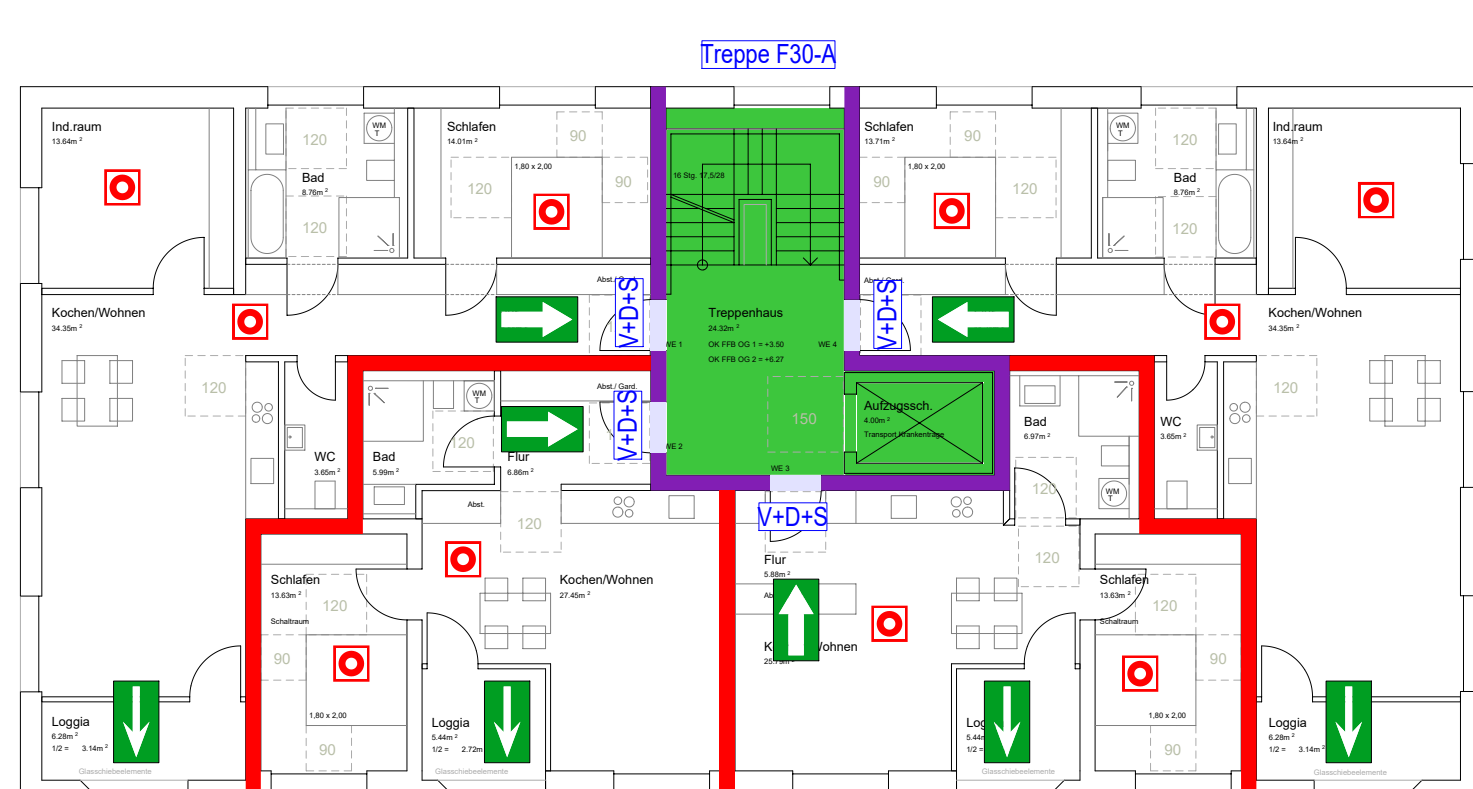 Treppe F30-A
Ind.raum
13.64m²
120
Bad
8.76m²
120
WM
T
Schlafen
14.01m²
90
120
1,80 x 2,00
90
16 Stg. 17,5/28
Schlafen
13.71m²
90
90
1,80 x 2,00
120
WM
T
120
Bad
8.76m²
120
Ind.raum
13.64m²
Kochen/Wohnen
34.35m²
120
Abst./ Gard.
V+D+S
WE 1
Treppenhaus
24.32m²
OK FFB OG 1 = +3.50
OK FFB OG 2 = +6.27
WE 4
Abst./ Gard.
V+D+S
Kochen/Wohnen
34.35m²
120
WC
3.65m²
Bad
5.99m²
WM
T
120
Abst./ Gard.
V+D+S
Flur
6.86m²
WE 2
150
WE 3
Aufzugssch.
4.00m²
Transport Krankentrage
Bad
6.97m²
120
WM
T
WC
3.65m²
Abst.
120
V+D+S
Flur
5.88m²
120
Schlafen
13.63m²
120
Schaltraum
90
1,80 x 2,00
90
Kochen/Wohnen
27.45m²
Schlafen
13.63m²
120
Schaltraum
90
1,80 x 2,00
90
Loggia
6.28m²
1/2 = 3.14m²
Glasschiebeelemente
Loggia
5.44m²
1/2 = 2.72m
Glasschiebeelemente
1/2 =
Glasschiebeelemente
Loggia
6.28m²
1/2 = 3.14m²
Glasschiebeelemente